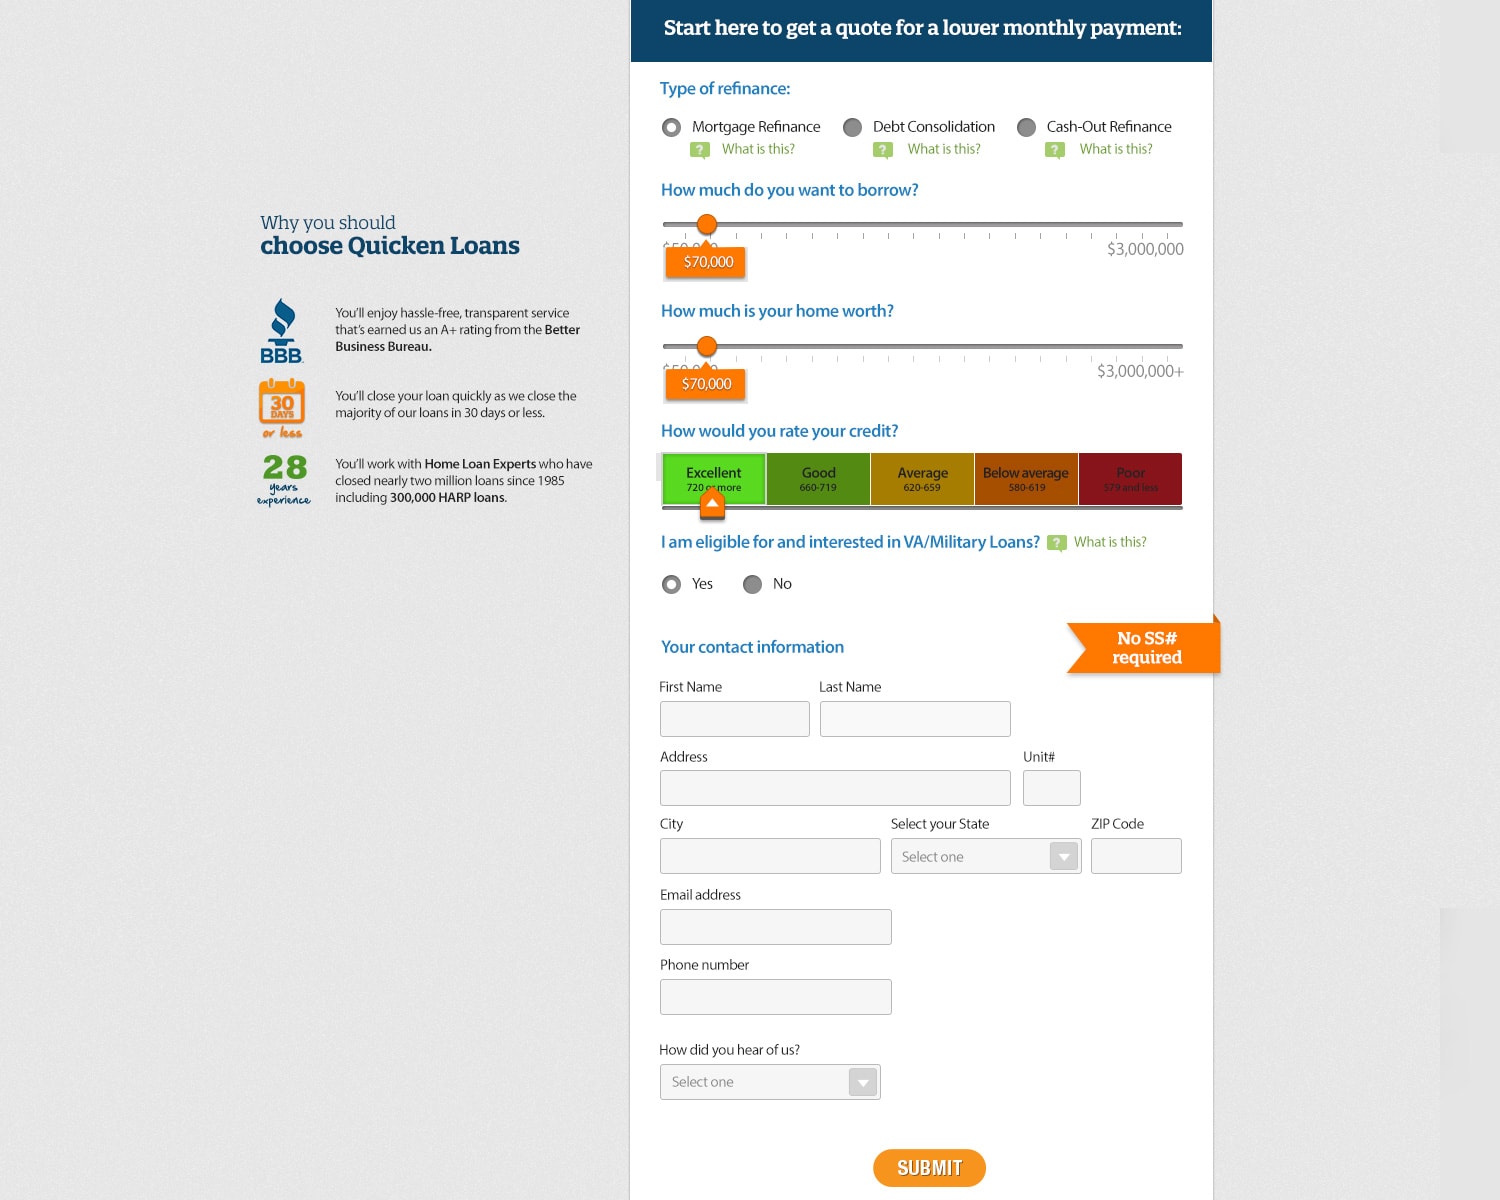 Start here to get a quote for a lower monthly payment:
Type of refinance:
Mortgage Refinance
Debt Consolidation
Cash-Out Refinance
? What is this?
? What is this?
? What is this?
How much do you want to borrow?
$3,000,000
$70,000
How much is your home worth?
$3,000,000+
$70,000
How would you rate your credit?
Excellent
720 or more
Good
660-719
Average
620-659
Below average
580-619
Poor
579 and less
I am eligible for and interested in VA/Military Loans? ? What is this?
Yes
No
Your contact information
No SS#
required
First Name
Last Name
Address
Unit#
City
Select your State
ZIP Code
Select one
Email address
Phone number
How did you hear of us?
Select one
SUBMIT
Why you should
choose Quicken Loans
BBB
You'll enjoy hassle-free, transparent service
that's earned us an A+ rating from the Better
Business Bureau.
30
DAYS
or less
You'll close your loan quickly as we close the
majority of our loans in 30 days or less.
28
years
experience
You'll work with Home Loan Experts who have
closed nearly two million loans since 1985
including 300,000 HARP loans.